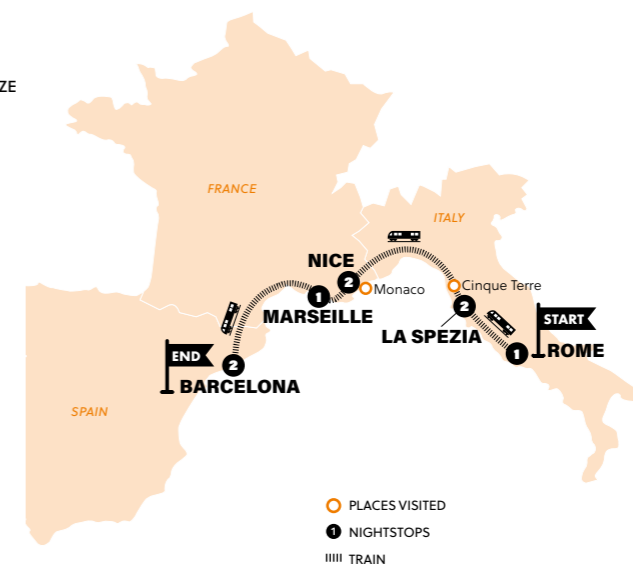 ZE
FRANCE
ITALY
NICE
2
Monaco
Cinque Terre
1
MARSEILLE
2
LA SPEZIA
START
1
ROME
END
2
BARCELONA
SPAIN
PLACES VISITED
1 NIGHTSTOPS
TRAIN